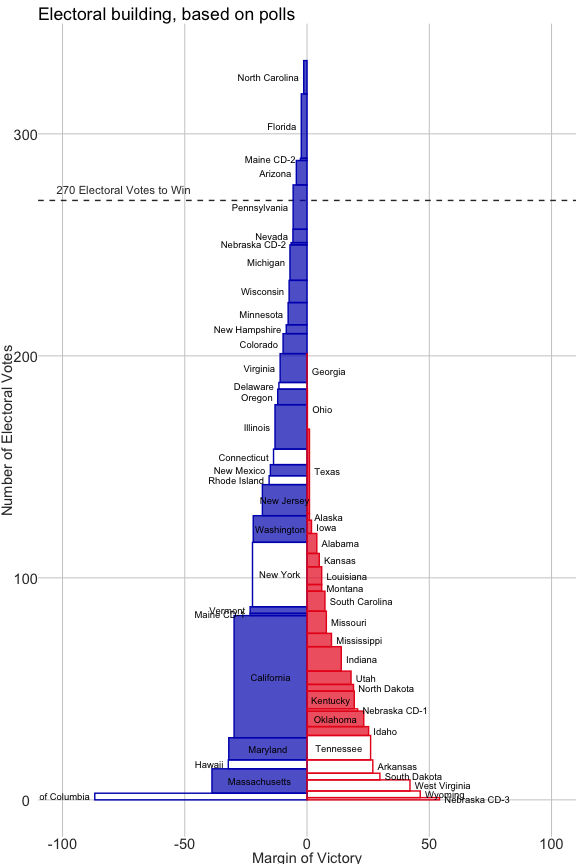 Electoral building, based on polls
North Carolina
Florida
300
Maine CD-2
Arizona
270 Electoral Votes to Win
Pennsylvania
Nevada
Nebraska CD-2
Michigan
Wisconsin
Minnesota
New Hampshire
Colorado
200
Virginia
Georgia
Delaware
Oregon
Ohio
Illinois
Connecticut
New Mexico
Texas
Rhode Island
New Jersey
Alaska
Washington
Iowa
Alabama
Kansas
New York
Louisiana
100
Montana
South Carolina
Vermont
Maine CD-1
Missouri
Mississippi
Indiana
California
Utah
North Dakota
Kentucky
Nebraska CD-1
Oklahoma
Idaho
Maryland
Tennessee
Hawaii
Arkansas
South Dakota
Massachusetts
West Virginia
Wyoming
of Columbia
Nebraska CD-3
0
-100 -50 0 50 100
Margin of Victory
Number of Electoral Votes